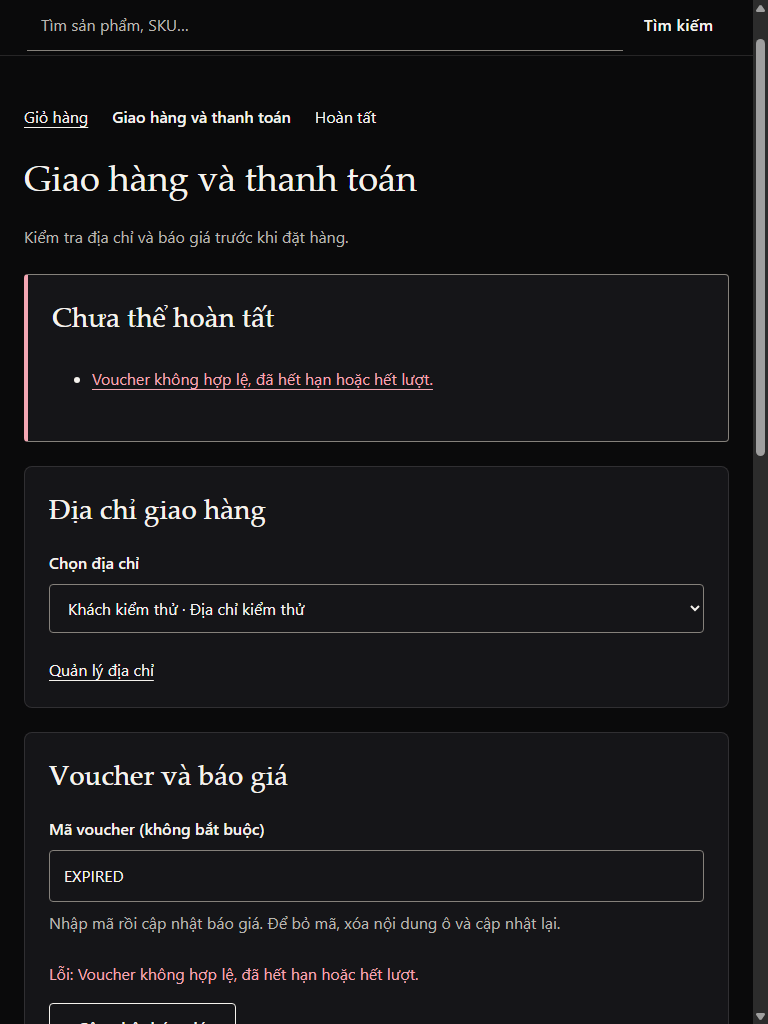 Tìm sản phẩm, SKU...
Tìm kiếm
Giỏ hàng
Giao hàng và thanh toán
Hoàn tất
Giao hàng và thanh toán
Kiểm tra địa chỉ và báo giá trước khi đặt hàng.
Chưa thể hoàn tất
Voucher không hợp lệ, đã hết hạn hoặc hết lượt.
Địa chỉ giao hàng
Chọn địa chỉ
Khách kiểm thử · Địa chỉ kiểm thử
Quản lý địa chỉ
Voucher và báo giá
Mã voucher (không bắt buộc)
EXPIRED
Nhập mã rồi cập nhật báo giá. Để bỏ mã, xóa nội dung ô và cập nhật lại.
Lỗi: Voucher không hợp lệ, đã hết hạn hoặc hết lượt.